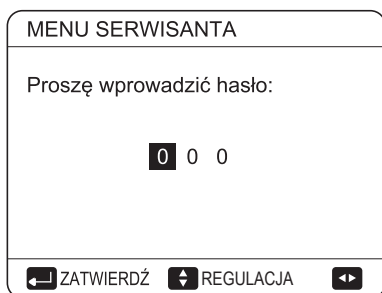 MENU SERWISANTA
Proszę wprowadzić hasło:
0 0 0
ZATWIERDŹ REGULACJA